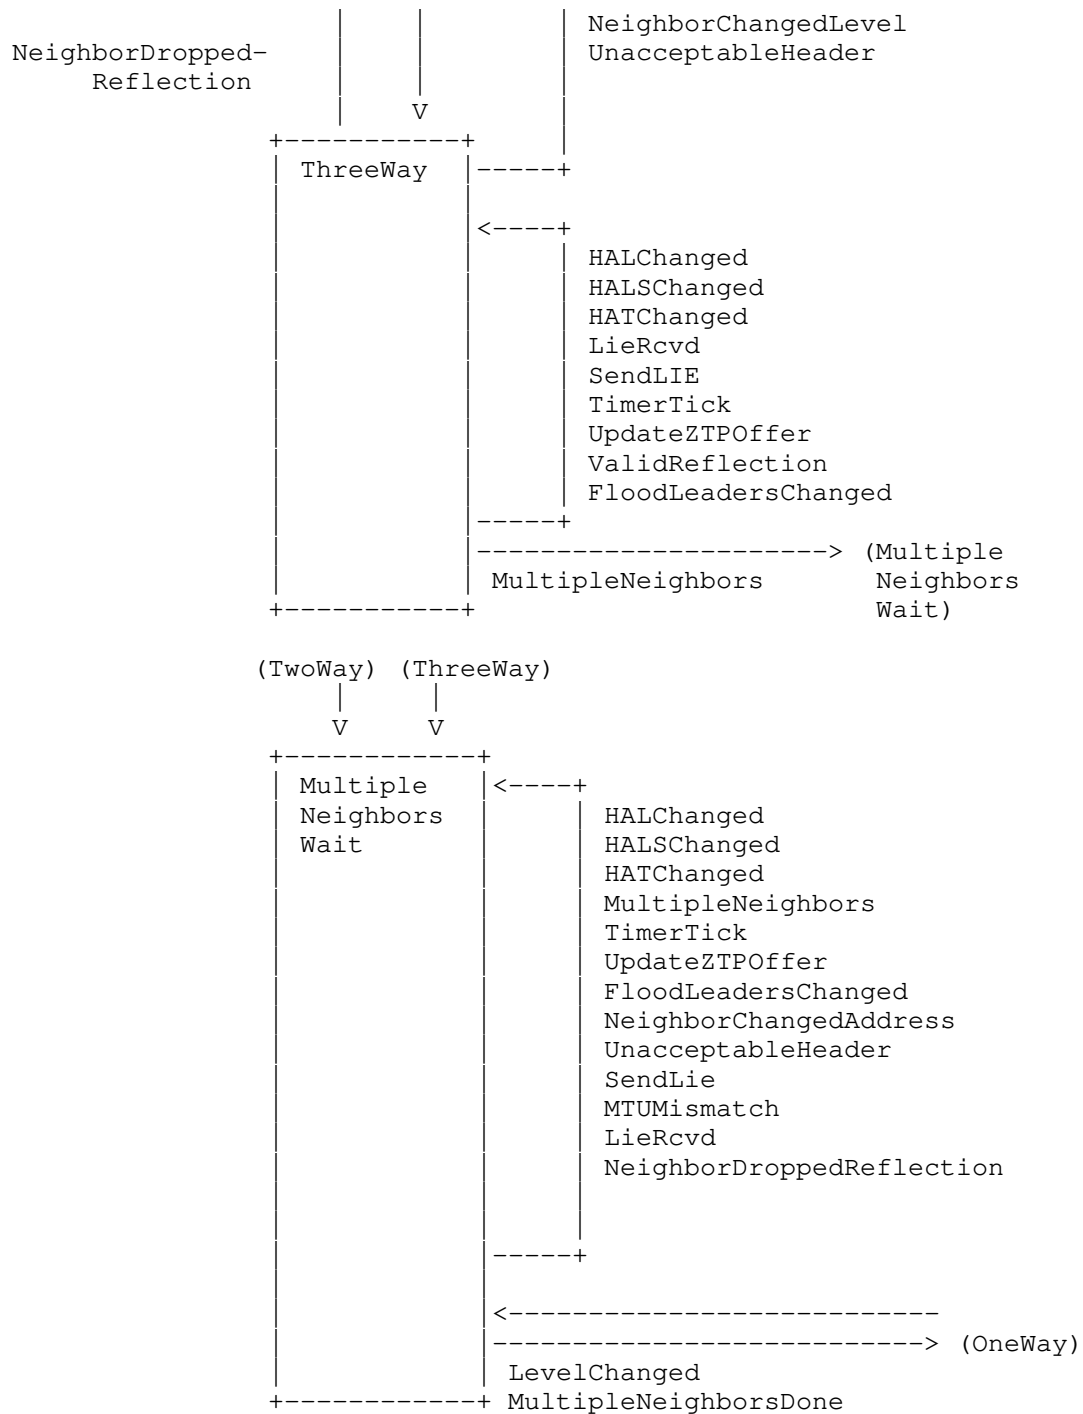 NeighborChangedLevel
NeighborDropped- UnacceptableHeader
Reflection
V
ThreeWay
HALChanged
HALSChanged
HATChanged
LieRcvd
SendLIE
TimerTick
UpdateZTPOffer
ValidReflection
FloodLeadersChanged
(Multiple
MultipleNeighbors Neighbors
Wait)
(TwoWay) (ThreeWay)
V V
Multiple
Neighbors HALChanged
Wait HALSChanged
HATChanged
MultipleNeighbors
TimerTick
UpdateZTPOffer
FloodLeadersChanged
NeighborChangedAddress
UnacceptableHeader
SendLie
MTUMismatch
LieRcvd
NeighborDroppedReflection
(OneWay)
LevelChanged
MultipleNeighborsDone